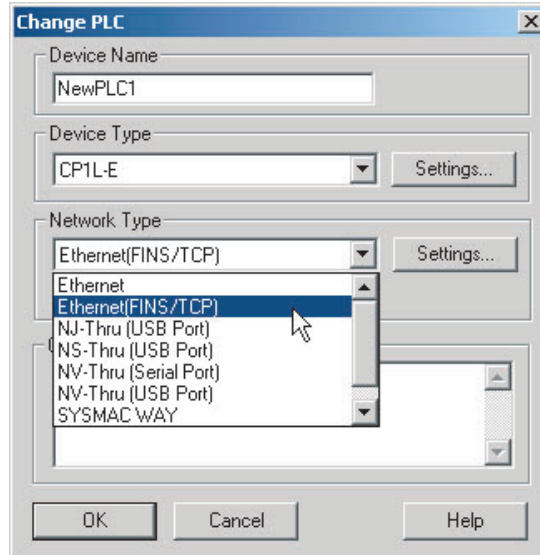 Change PLC
Device Name
NewPLC1
Device Type
CP1L-E
Settings...
Network Type
Ethernet(FINS/TCP)
Settings...
Ethernet
Ethernet(FINS/TCP)
NJ-Thru (USB Port)
NS-Thru (USB Port)
NV-Thru (Serial Port)
NV-Thru (USB Port)
SYSMAC WAY
OK
Cancel
Help